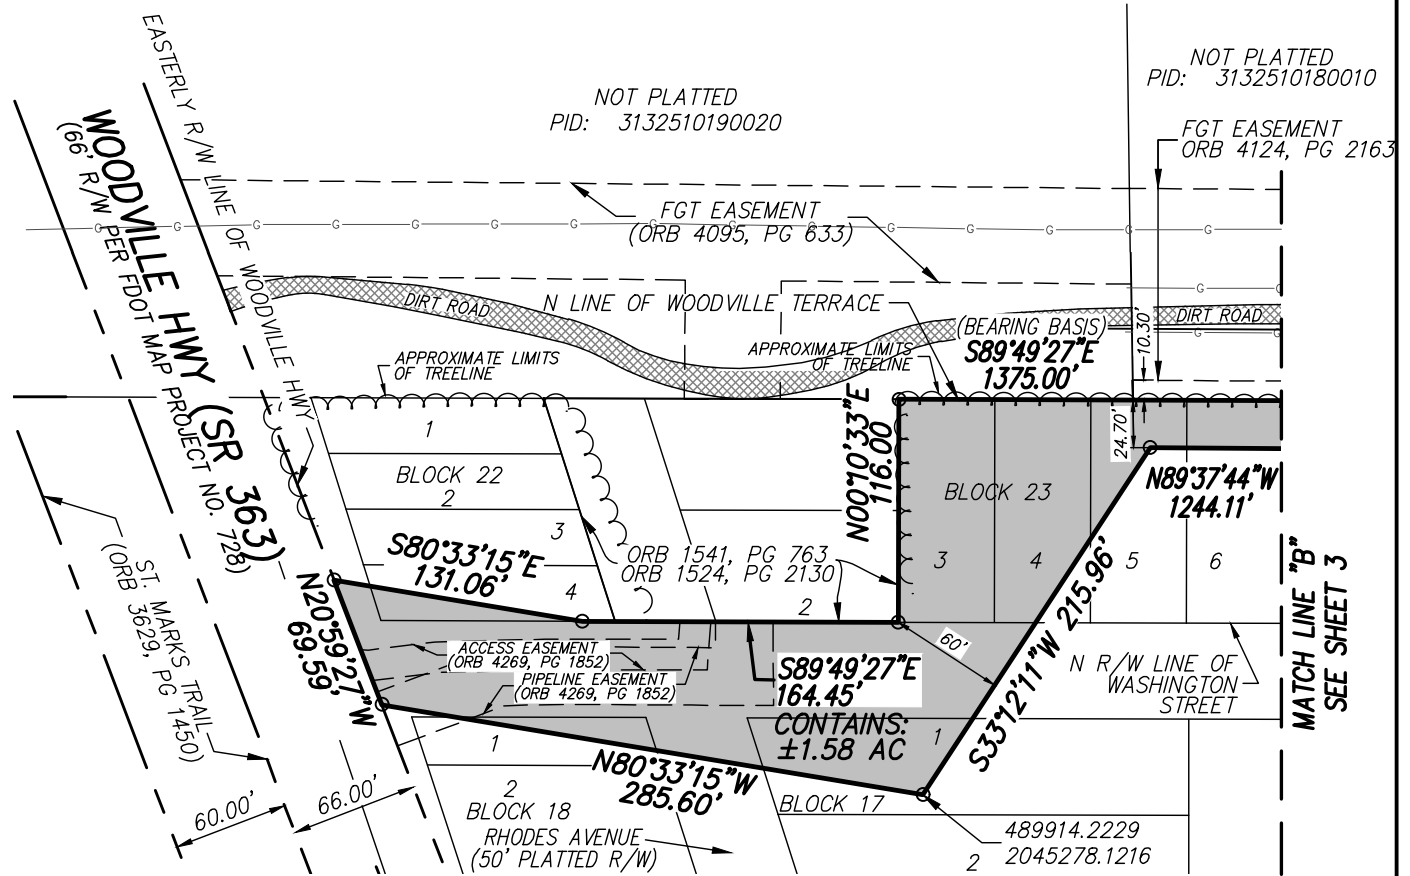 EASTERLY R/W LINE OF WOODVILLE HWY
WOODVILLE HWY (SR 363)
(66' R/W PER FDOT MAP PROJECT NO. 728)
NOT PLATTED
PID: 3132510190020
NOT PLATTED
PID: 3132510180010
FGT EASEMENT
ORB 4124, PG 2163
FGT EASEMENT
(ORB 4095, PG 633)
G G G G G G G G G G G G G G G
G G
G G
DIRT ROAD
N LINE OF WOODVILLE TERRACE
DIRT ROAD
10.30'
(BEARING BASIS)
S89°49'27"E
1375.00'
APPROXIMATE LIMITS
OF TREELINE
APPROXIMATE LIMITS
OF TREELINE
N00°10'33"E
116.00
24.70'
1
BLOCK 22
2
3
4
BLOCK 23
3
4
5
6
N89°37'44"W
1244.11'
S80°33'15"E
131.06'
ORB 1541, PG 763
ORB 1524, PG 2130
2
N20°59'27"W
69.59'
ACCESS EASEMENT
(ORB 4269, PG 1852)
PIPELINE EASEMENT
(ORB 4269, PG 1852)
S89°49'27"E
164.45'
CONTAINS:
±1.58 AC
60'
S33°12'11"W 215.96'
N R/W LINE OF
WASHINGTON
STREET
MATCH LINE "B"
SEE SHEET 3
ST. MARKS TRAIL
(ORB 3629, PG 1450)
60.00'
66.00'
1
2
BLOCK 18
N80°33'15"W
285.60'
1
BLOCK 17
2
RHODES AVENUE
(50' PLATTED R/W)
489914.2229
2045278.1216